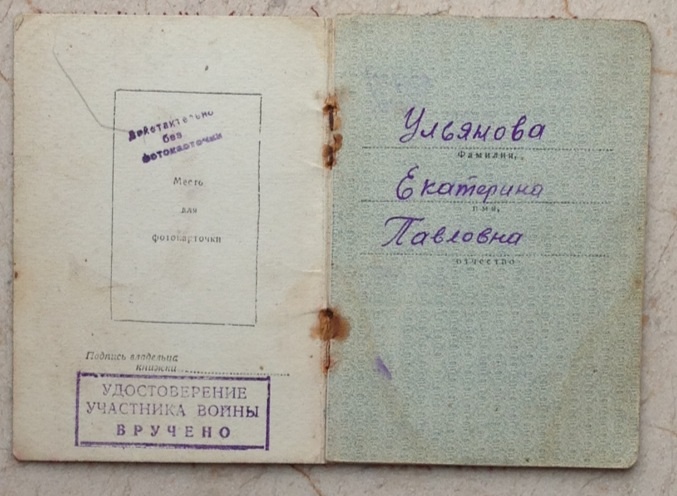 Действительно
без
фотокарточки
Место
для
фотокарточки
Подпись владельца
книжки
УДОСТОВЕРЕНИЕ
УЧАСТНИКА ВОЙНЫ
ВРУЧЕНО
Ульянова
фамилия,
Екатерина
имя,
Павловна
отчество